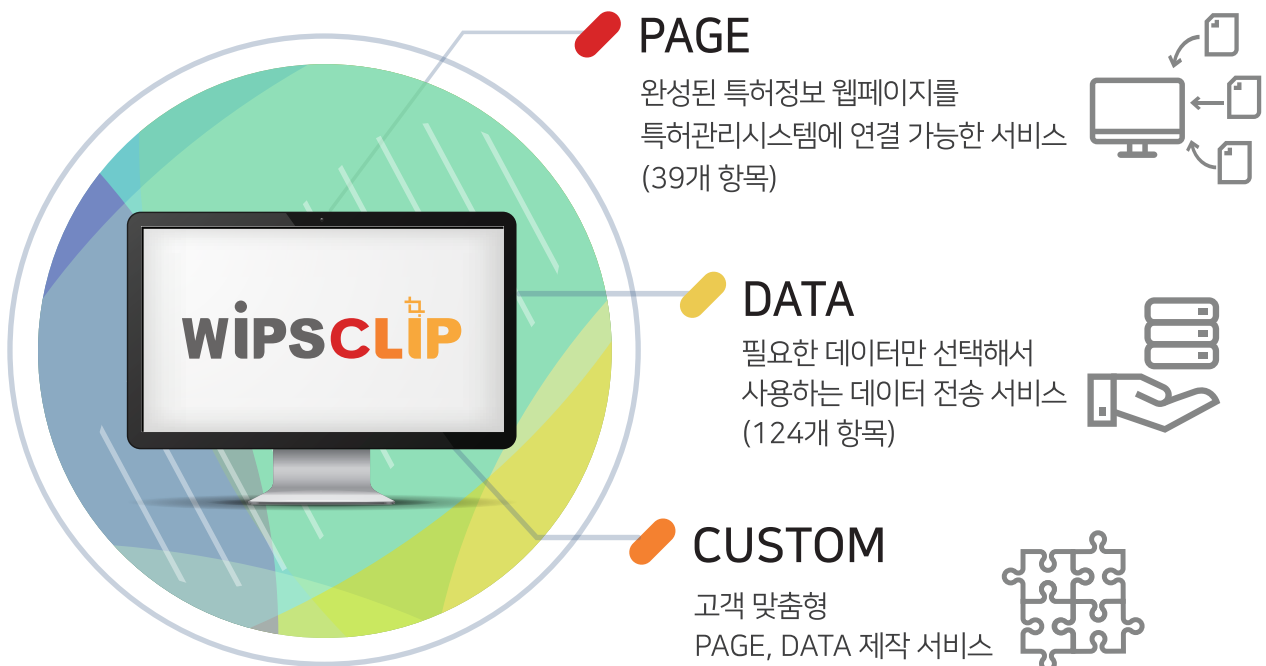 WIPSCLIP
PAGE
완성된 특허정보 웹페이지를
특허관리시스템에 연결 가능한 서비스
(39개 항목)
DATA
필요한 데이터만 선택해서
사용하는 데이터 전송 서비스
(124개 항목)
CUSTOM
고객 맞춤형
PAGE, DATA 제작 서비스